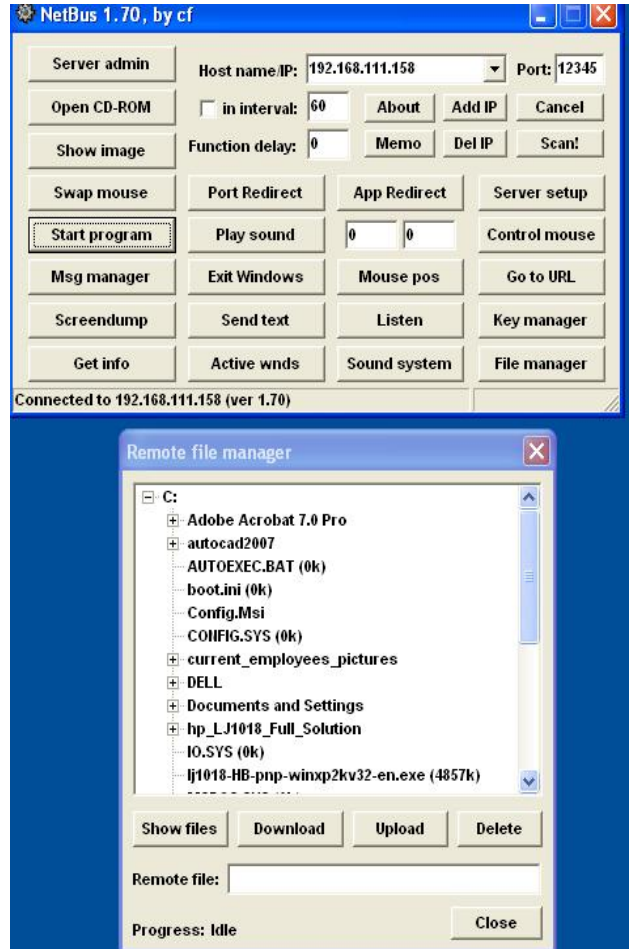 NetBus 1.70, by cf
Server admin Host name/IP: 192.168.111.158 Port: 12345
Open CD-ROM in interval: 60 About Add IP Cancel
Show image Function delay: 0 Memo Del IP Scan!
Swap mouse Port Redirect App Redirect Server setup
Start program Play sound 0 0 Control mouse
Msg manager Exit Windows Mouse pos Go to URL
Screendump Send text Listen Key manager
Get info Active wnds Sound system File manager
Connected to 192.168.111.158 (ver 1.70)
Remote file manager
C:
Adobe Acrobat 7.0 Pro
autocad2007
AUTOEXEC.BAT (0k)
boot.ini (0k)
Config.Msi
CONFIG.SYS (0k)
current_employees_pictures
DELL
Documents and Settings
hp_LJ1018_Full_Solution
IO.SYS (0k)
lj1018-HB-pnp-winxp2kv32-en.exe (4857k)
Show files Download Upload Delete
Remote file:
Progress: Idle Close